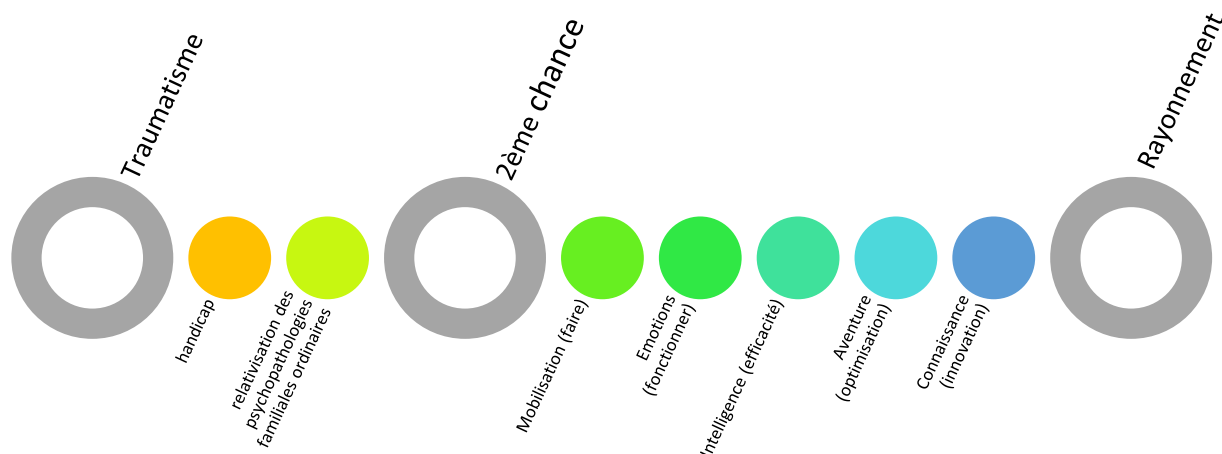 Traumatisme
handicap
relativisation des
psychopathologies
familiales ordinaires
2ème chance
Mobilisation (faire)
Emotions
(fonctionner)
Intelligence (efficacité)
Aventure
(optimisation)
Connaissance
(innovation)
Rayonnement